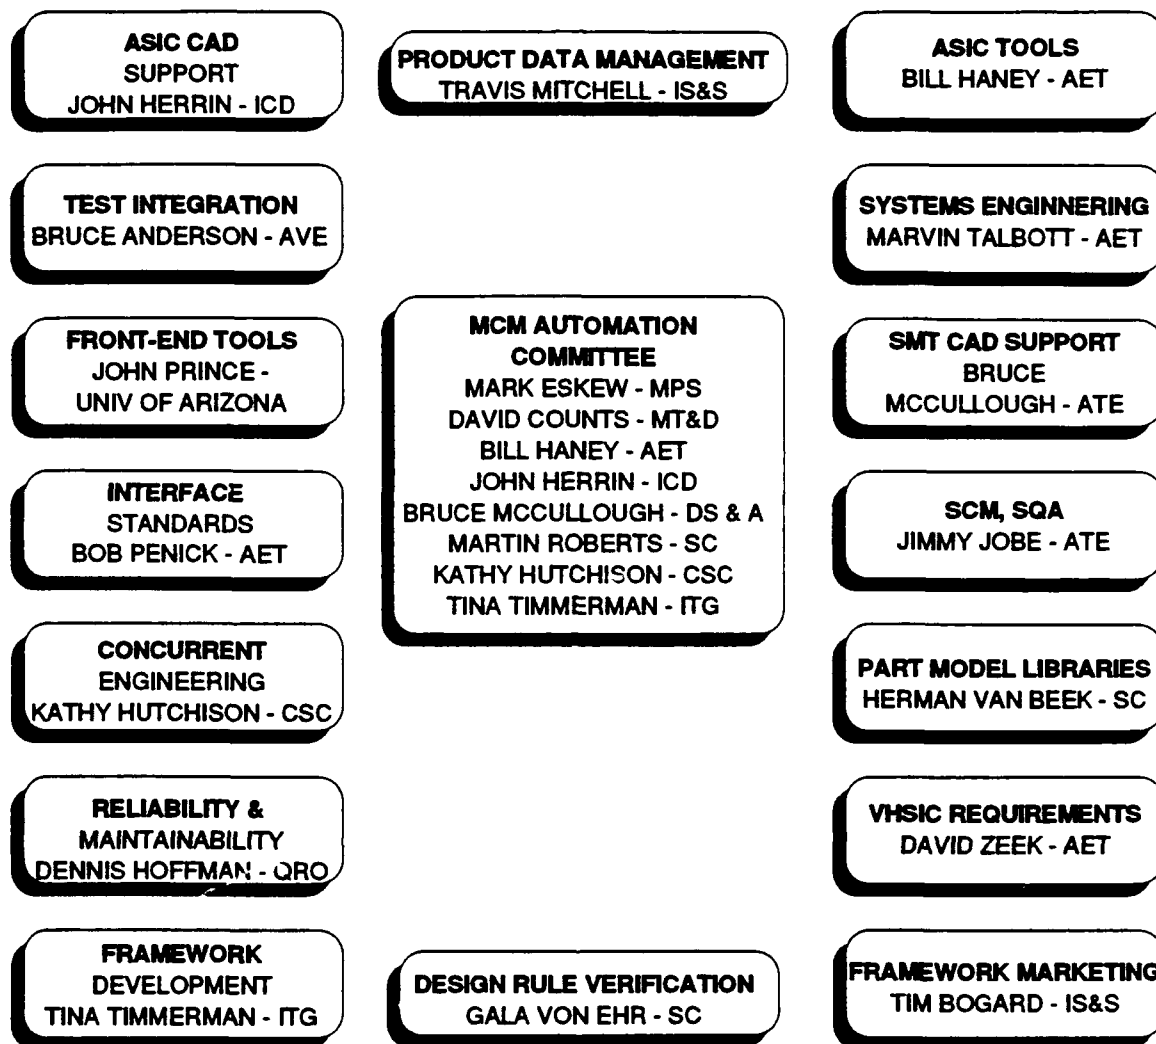 ASIC CAD
SUPPORT
JOHN HERRIN - ICD
PRODUCT DATA MANAGEMENT
TRAVIS MITCHELL - IS&S
ASIC TOOLS
BILL HANEY - AET
TEST INTEGRATION
BRUCE ANDERSON - AVE
SYSTEMS ENGINNERING
MARVIN TALBOTT - AET
FRONT-END TOOLS
JOHN PRINCE -
UNIV OF ARIZONA
MCM AUTOMATION
COMMITTEE
MARK ESKEW - MPS
DAVID COUNTS - MT&D
BILL HANEY - AET
JOHN HERRIN - ICD
BRUCE MCCULLOUGH - DS & A
MARTIN ROBERTS - SC
KATHY HUTCHISON - CSC
TINA TIMMERMAN - ITG
SMT CAD SUPPORT
BRUCE
MCCULLOUGH - ATE
INTERFACE
STANDARDS
BOB PENICK - AET
SCM, SQA
JIMMY JOBE - ATE
CONCURRENT
ENGINEERING
KATHY HUTCHISON - CSC
PART MODEL LIBRARIES
HERMAN VAN BEEK - SC
RELIABILITY &
MAINTAINABILITY
DENNIS HOFFMAN - QRO
VHSIC REQUIREMENTS
DAVID ZEEK - AET
FRAMEWORK
DEVELOPMENT
TINA TIMMERMAN - ITG
DESIGN RULE VERIFICATION
GALA VON EHR - SC
FRAMEWORK MARKETING
TIM BOGARD - IS&S